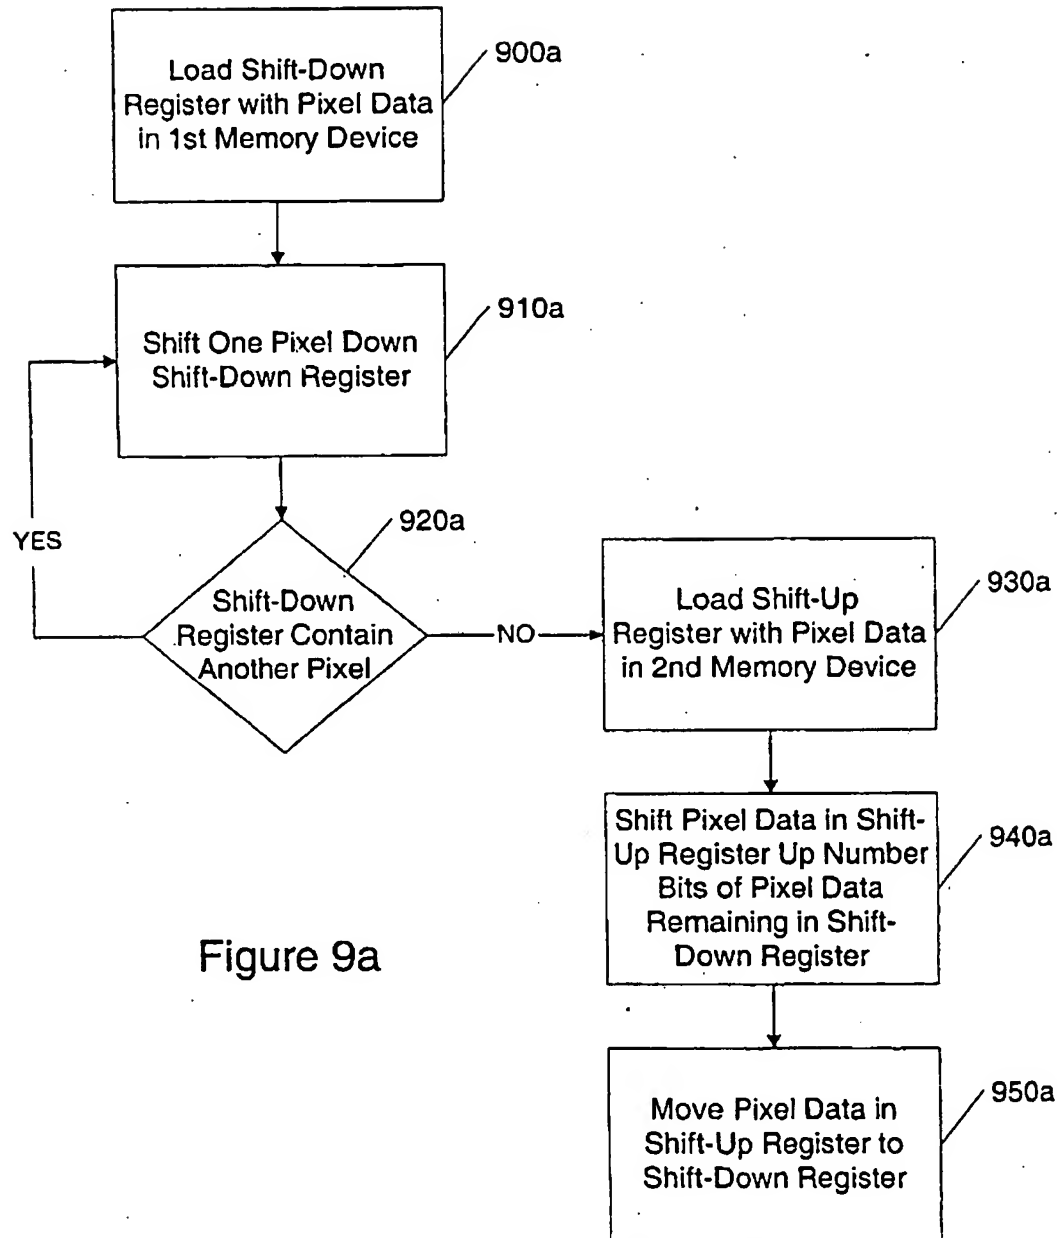 900a
Load Shift-Down
Register with Pixel Data
in 1st Memory Device
910a
Shift One Pixel Down
Shift-Down Register
YES
920a
Shift-Down
Register Contain
Another Pixel
NO
930a
Load Shift-Up
Register with Pixel Data
in 2nd Memory Device
940a
Shift Pixel Data in Shift-
Up Register Up Number
Bits of Pixel Data
Remaining in Shift-
Down Register
Figure 9a
950a
Move Pixel Data in
Shift-Up Register to
Shift-Down Register